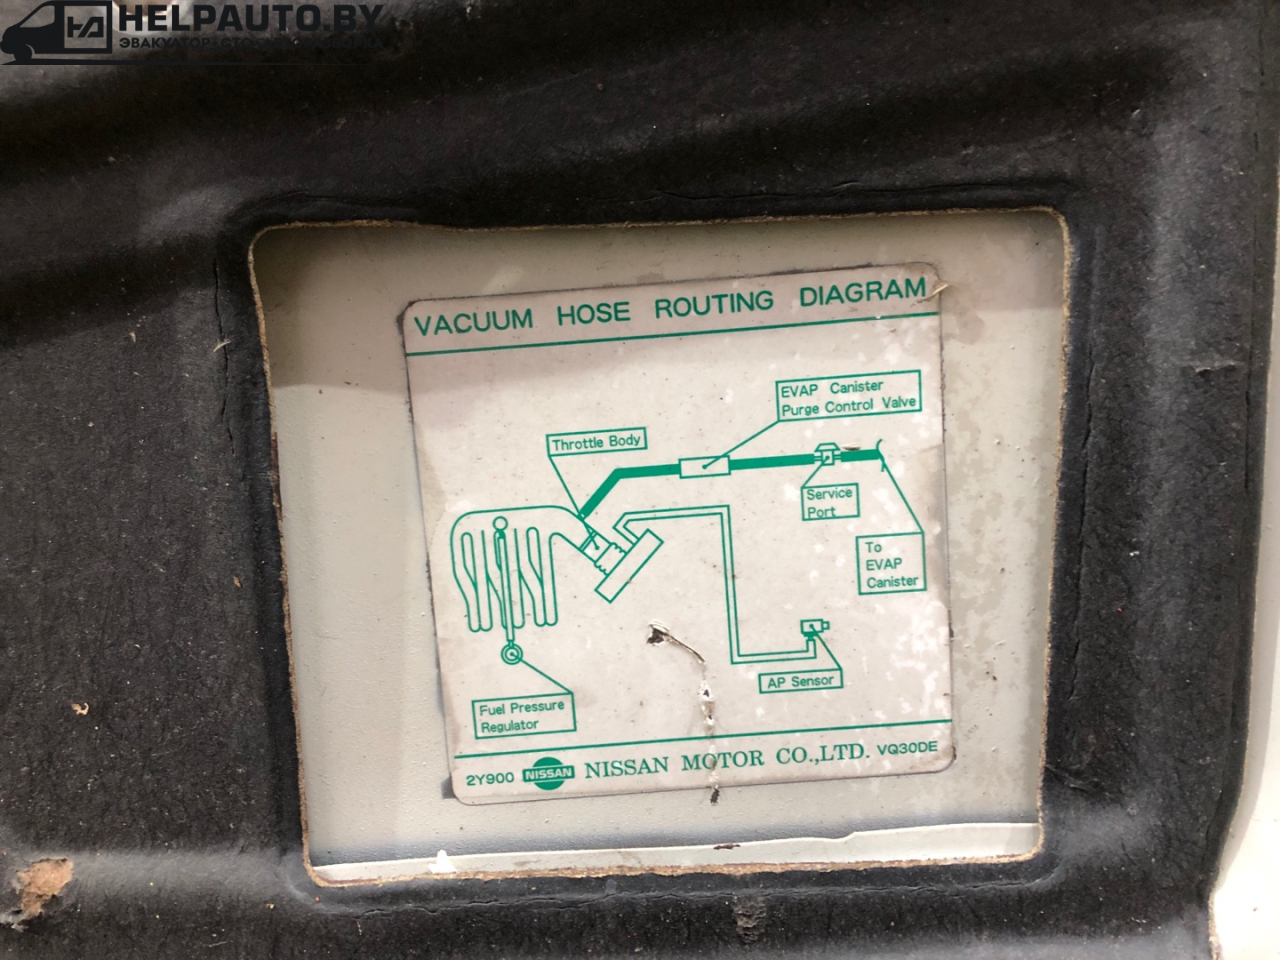 HELPAUTO.BY
VACUUM HOSE ROUTING DIAGRAM
EVAP Canister
Purge Control Valve
Throttle Body
Service
Port
To
EVAP
Canister
AP Sensor
Fuel Pressure
Regulator
2Y900 NISSAN NISSAN MOTOR CO.,LTD. VQ30DE